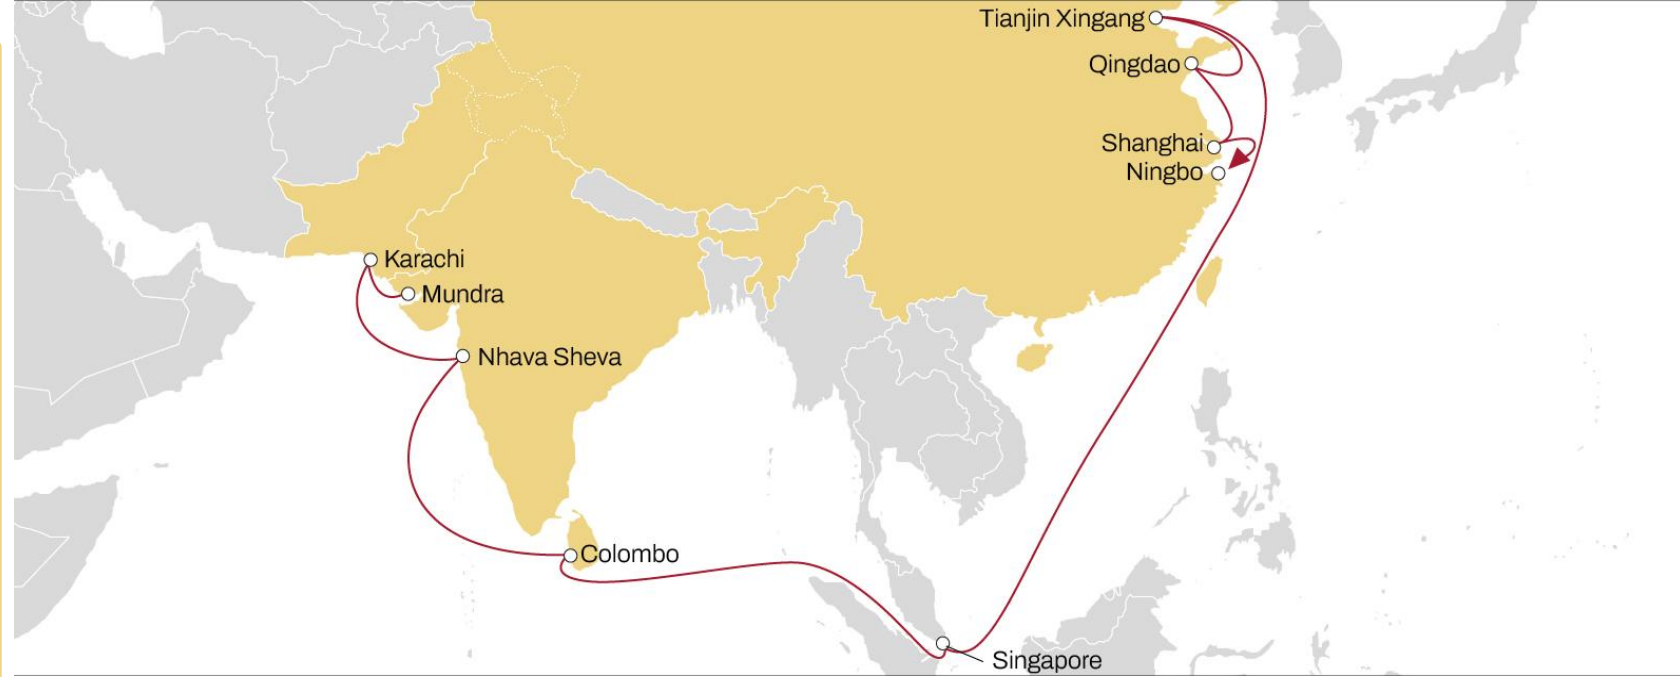 Tianjin Xingang
Qingdao
Shanghai
Ningbo
Karachi
Mundra
Nhava Sheva
Colombo
Singapore